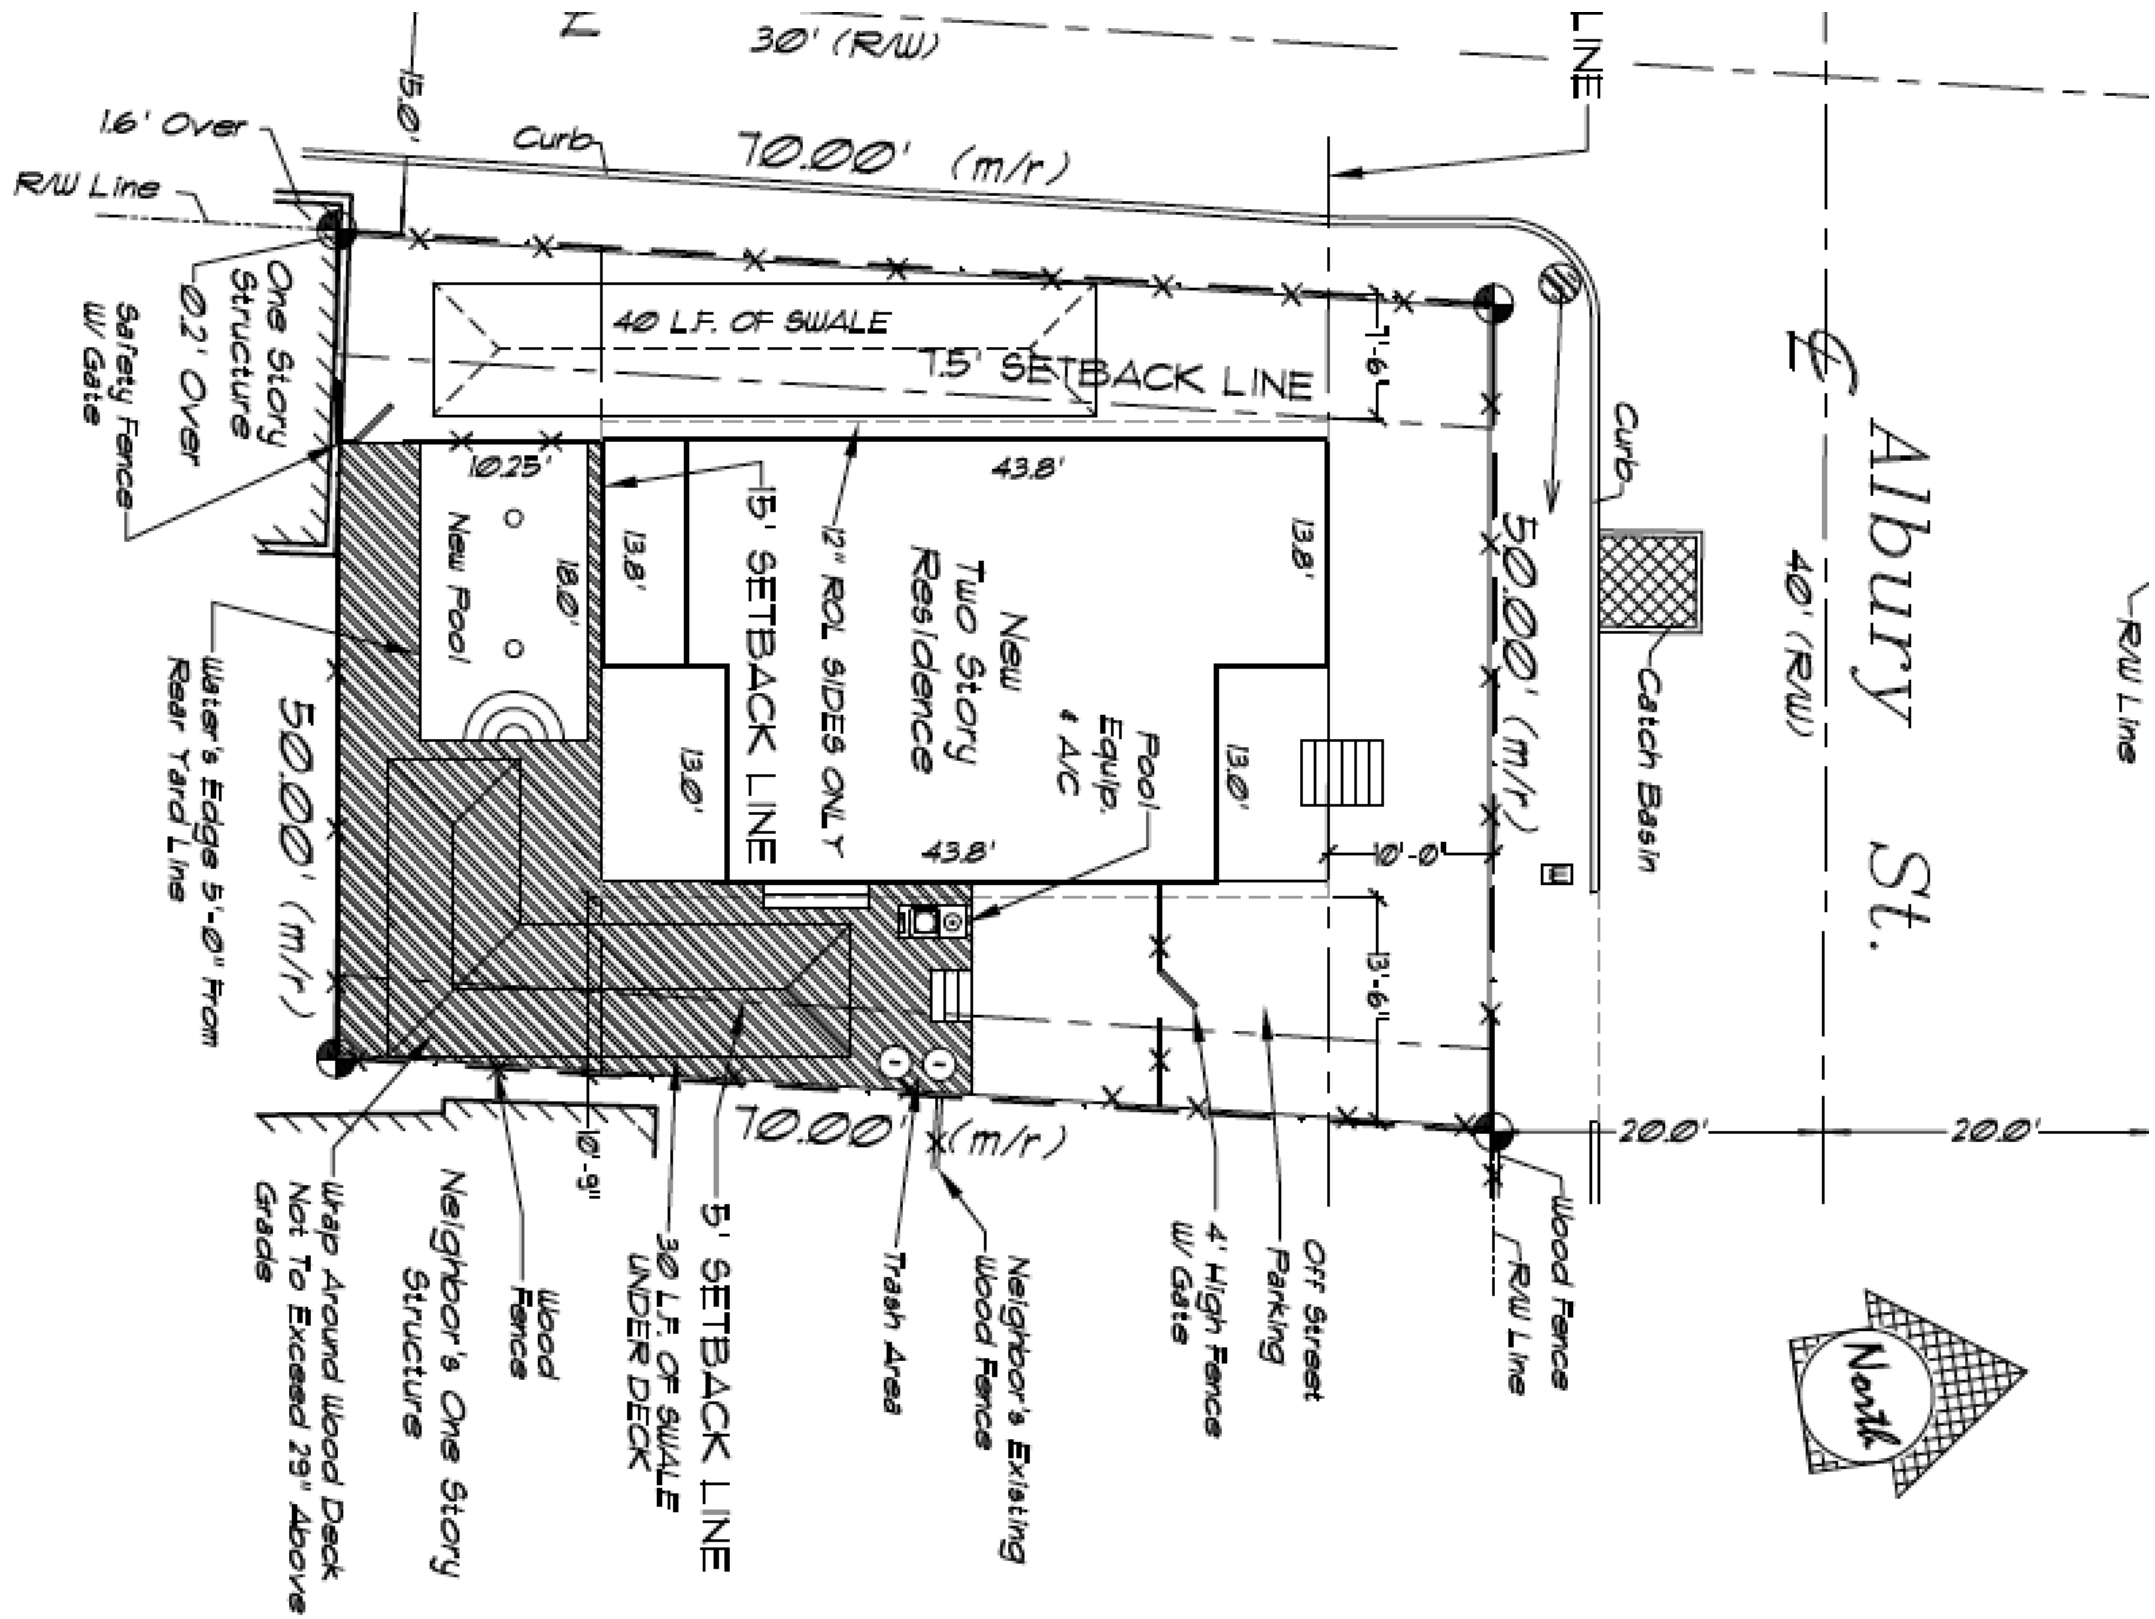 30' (R/W)
LINE
15.0'
1.6' Over
Curb
70.00' (m/r)
R/W Line
One Story
Structure
0.2' Over
Safety Fence
W/ Gate
40 L.F. OF SWALE
7.5' SETBACK LINE
7'-6"
Curb
℄
Albury St.
40' (R/W)
R/W Line
10.25'
43.8'
New Pool
18.0'
13.8'
15' SETBACK LINE
12" ROL SIDES ONLY
New
Two Story
Residence
13.8'
50.00' (m/r)
Catch Basin
Pool
Equip.
& A/C
13.0'
13.0'
43.8'
10'-0"
Water's Edge 5'-0" From
Rear Yard Line
50.00' (m/r)
13'-6"
70.00' (m/r)
20.0'
20.0'
10'-9"
Wrap Around Wood Deck
Not To Exceed 29" Above
Grade
Neighbor's One Story
Structure
Wood
Fence
30 L.F. OF SWALE
UNDER DECK
5' SETBACK LINE
Trash Area
Neighbor's Existing
Wood Fence
4' High Fence
W/ Gate
Off Street
Parking
Wood Fence
R/W Line
North